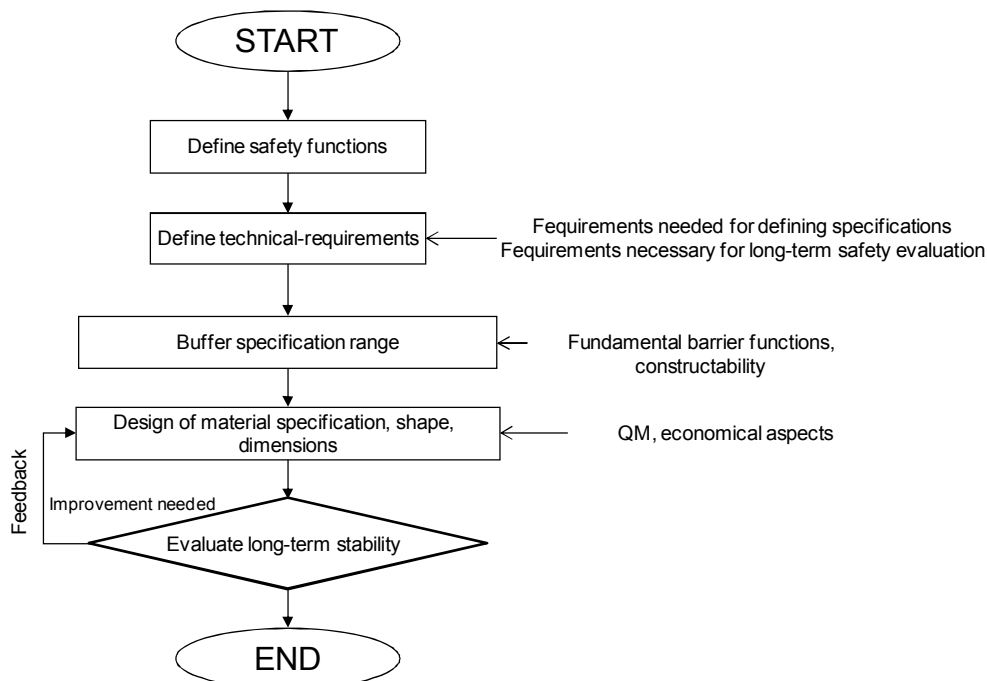 START
Define safety functions
Define technical-requirements
Fequirements needed for defining specifications
Fequirements necessary for long-term safety evaluation
Buffer specification range
Fundamental barrier functions,
constructability
Design of material specification, shape,
dimensions
QM, economical aspects
Feedback
Improvement needed
Evaluate long-term stability
END